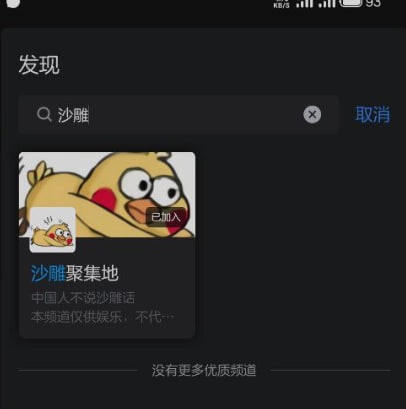 KB/S 93
发现
沙雕
取消
已加入
沙雕聚集地
中国人不说沙雕话
本频道仅供娱乐，不代…
没有更多优质频道